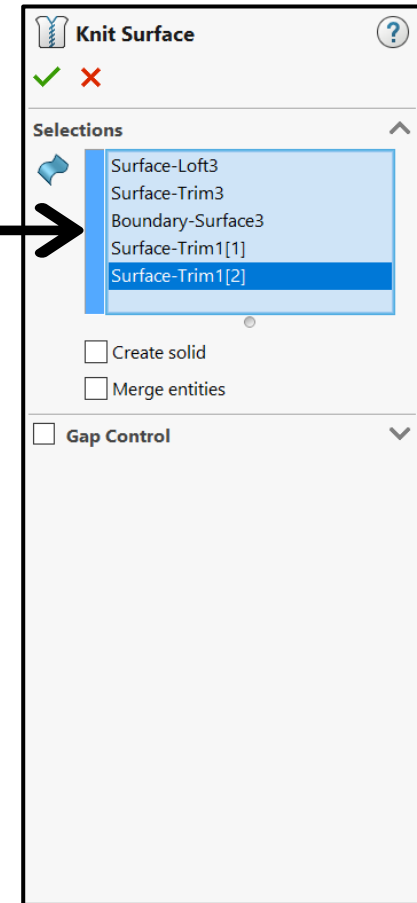 Knit Surface
?
Selections
Surface-Loft3
Surface-Trim3
Boundary-Surface3
Surface-Trim1[1]
Surface-Trim1[2]
Create solid
Merge entities
Gap Control